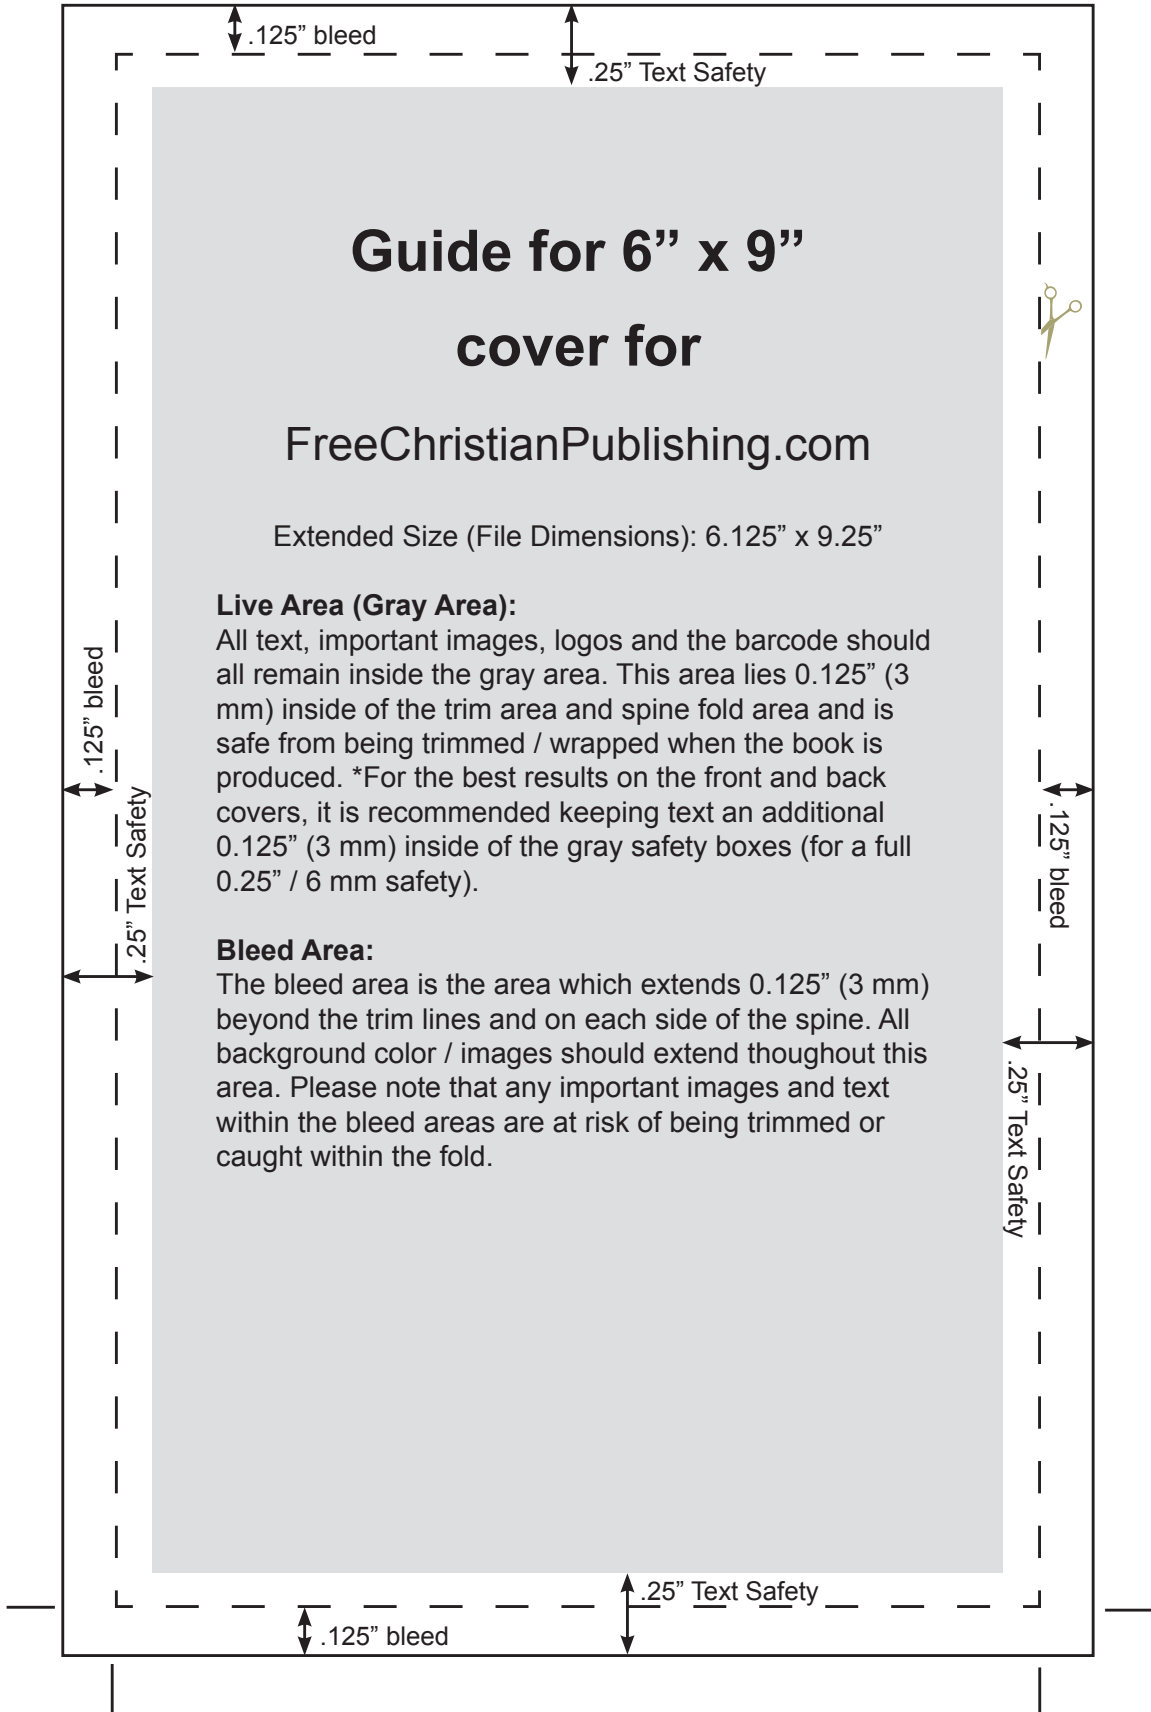 .125” bleed
.25” Text Safety
Guide for 6” x 9”
cover for
FreeChristianPublishing.com
Extended Size (File Dimensions): 6.125” x 9.25”
Live Area (Gray Area):
All text, important images, logos and the barcode should
all remain inside the gray area. This area lies 0.125” (3
mm) inside of the trim area and spine fold area and is
safe from being trimmed / wrapped when the book is
produced. *For the best results on the front and back
covers, it is recommended keeping text an additional
0.125” (3 mm) inside of the gray safety boxes (for a full
0.25” / 6 mm safety).
Bleed Area:
The bleed area is the area which extends 0.125” (3 mm)
beyond the trim lines and on each side of the spine. All
background color / images should extend thoughout this
area. Please note that any important images and text
within the bleed areas are at risk of being trimmed or
caught within the fold.
.125” bleed
.25” Text Safety
.125” bleed
.25” Text Safety
.25” Text Safety
.125” bleed